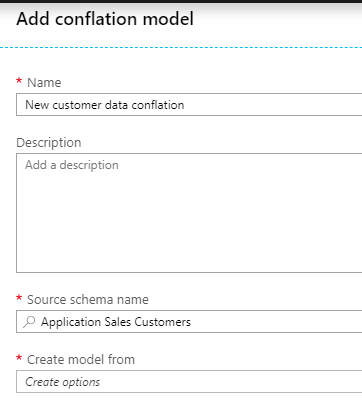 Add conflation model
* Name
New customer data conflation
Description
Add a description
* Source schema name
Application Sales Customers
* Create model from
Create options